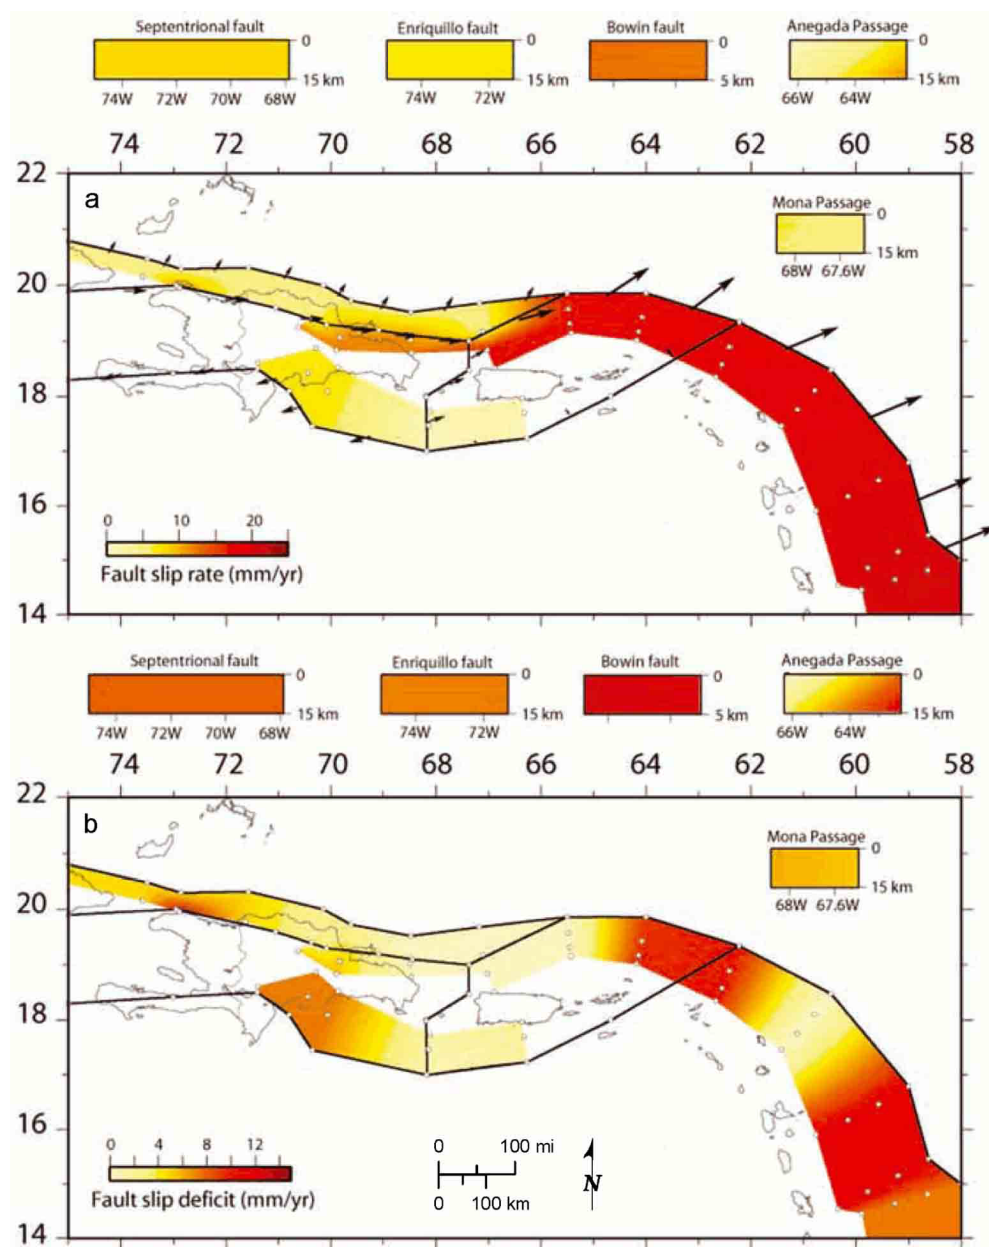 Septentrional fault Enriquillo fault Bowin fault Anegada Passage
0 0 0 0
15 km 15 km 5 km 15 km
74W 72W 70W 68W 74W 72W 66W 64W
74 72 70 68 66 64 62 60 58
22
a
Mona Passage
0
15 km
68W 67.6W
20
18
16
0 10 20
Fault slip rate (mm/yr)
14
Septentrional fault Enriquillo fault Bowin fault Anegada Passage
0 0 0 0
15 km 15 km 5 km 15 km
74W 72W 70W 68W 74W 72W 66W 64W
74 72 70 68 66 64 62 60 58
22
b
Mona Passage
0
15 km
68W 67.6W
20
18
16
0 4 8 12
Fault slip deficit (mm/yr)
0 100 mi
0 100 km
N
14